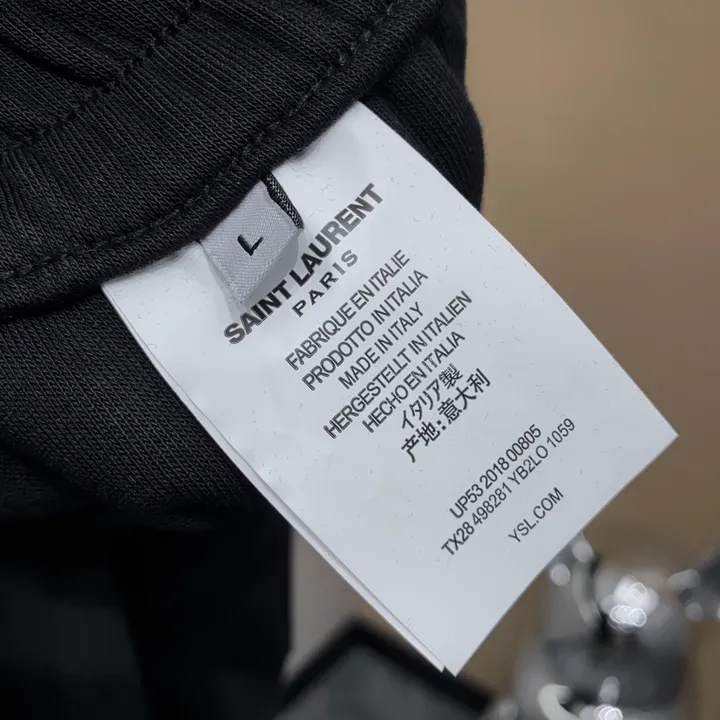 L
SAINT LAURENT
PARIS
FABRIQUE EN ITALIE
PRODOTTO IN ITALIA
MADE IN ITALY
HERGESTELLT IN ITALIEN
HECHO EN ITALIA
イタリア製
产地:意大利
UP53 2018 00805
TX28 498281 YB2LO 1059
YSL.COM